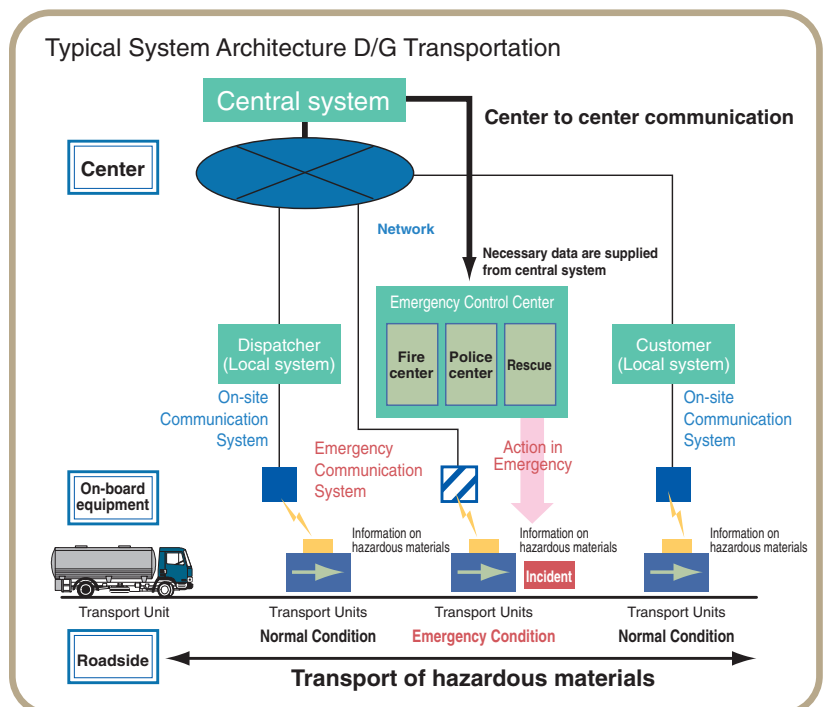 Typical System Architecture D/G Transportation
Central system
Center to center communication
Center
Network
Necessary data are supplied
from central system
Emergency Control Center
Fire
center
Police
center
Rescue
Dispatcher
(Local system)
Customer
(Local system)
On-site
Communication
System
Emergency
Communication
System
Action in
Emergency
On-site
Communication
System
On-board
equipment
Information on
hazardous materials
Information on
hazardous materials
Information on
hazardous materials
Incident
Transport Unit
Transport Units
Normal Condition
Transport Units
Emergency Condition
Transport Units
Normal Condition
Roadside
Transport of hazardous materials